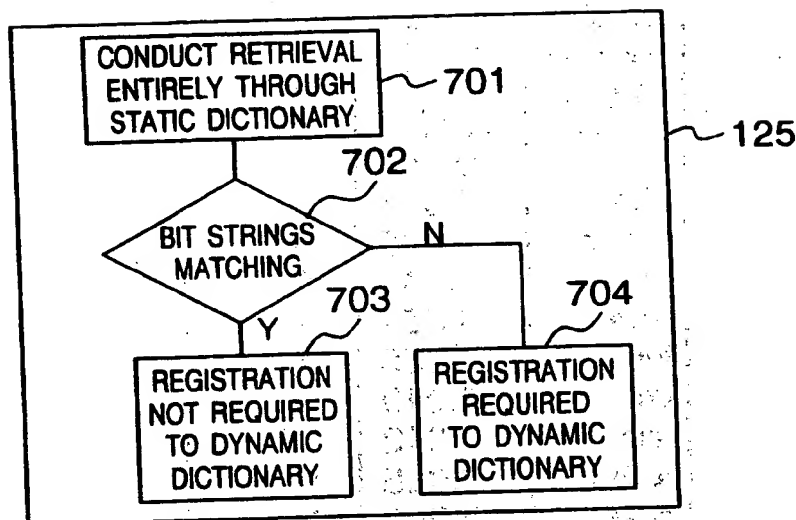 CONDUCT RETRIEVAL
ENTIRELY THROUGH
STATIC DICTIONARY
701
125
702
BIT STRINGS
MATCHING
N
Y
703
704
REGISTRATION
NOT REQUIRED
TO DYNAMIC
DICTIONARY
REGISTRATION
REQUIRED
TO DYNAMIC
DICTIONARY